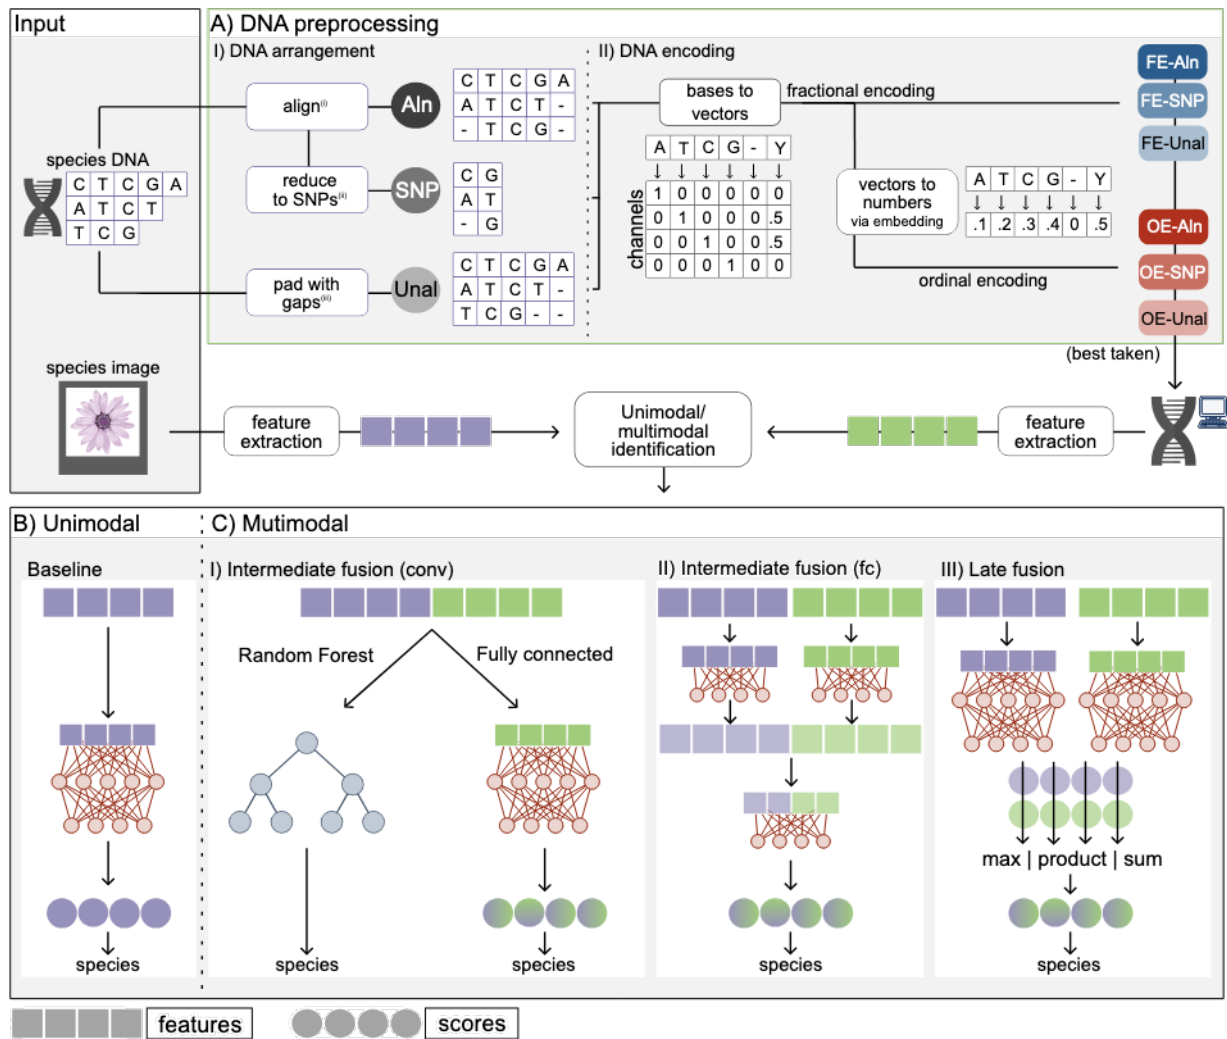 Input
A) DNA preprocessing
I) DNA arrangement
II) DNA encoding
species DNA
C T C G A
A T C T
T C G
align(i)
reduce
to SNPs(ii)
pad with
gaps(iii)
Aln
SNP
Unal
C T C G A
A T C T -
- T C G -
C G
A T
- G
C T C G A
A T C T -
T C G - -
bases to
vectors
fractional encoding
A T C G - Y
channels
1 0 0 0 0 0
0 1 0 0 0 .5
0 0 1 0 0 .5
0 0 0 1 0 0
vectors to
numbers
via embedding
A T C G - Y
.1 .2 .3 .4 0 .5
ordinal encoding
FE-Aln
FE-SNP
FE-Unal
OE-Aln
OE-SNP
OE-Unal
(best taken)
species image
feature
extraction
Unimodal/
multimodal
identification
feature
extraction
B) Unimodal
C) Mutimodal
Baseline
I) Intermediate fusion (conv)
II) Intermediate fusion (fc)
III) Late fusion
Random Forest
Fully connected
max | product | sum
species
species
species
species
species
features
scores